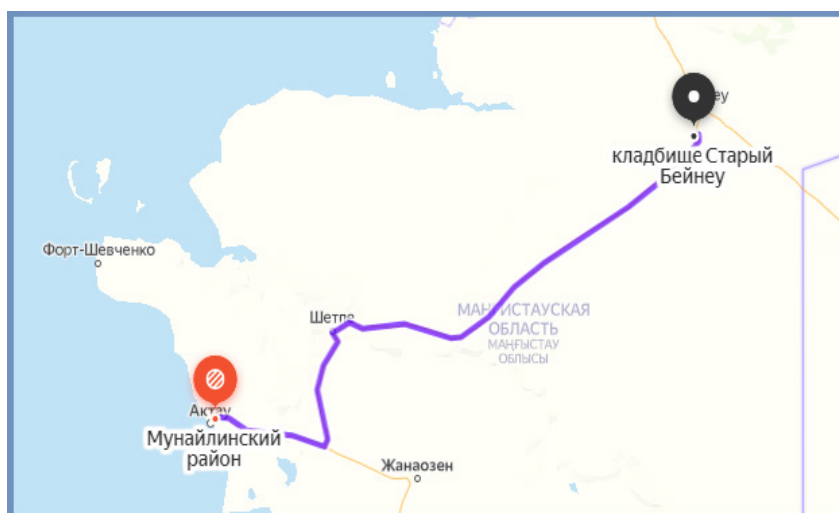 кладбище Старый
Бейнеу
Форт-Шевченко
МАНГИСТАУСКАЯ
ОБЛАСТЬ
МАҢҒЫСТАУ
ОБЛЫСЫ
Шетпе
Актау
Мунайлинский
район
Жанаозен